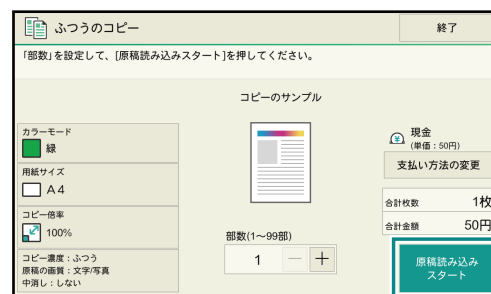 ふつうのコピー
終了
「部数」を設定して、[原稿読み込みスタート]を押してください。
コピーのサンプル
カラーモード
緑
用紙サイズ
A4
コピー倍率
100%
コピー濃度：ふつう
原稿の画質：文字/写真
中消し：しない
部数(1～99部)
1 － ＋
現金
(単価：50円)
支払い方法の変更
合計枚数 1枚
合計金額 50円
原稿読み込み
スタート